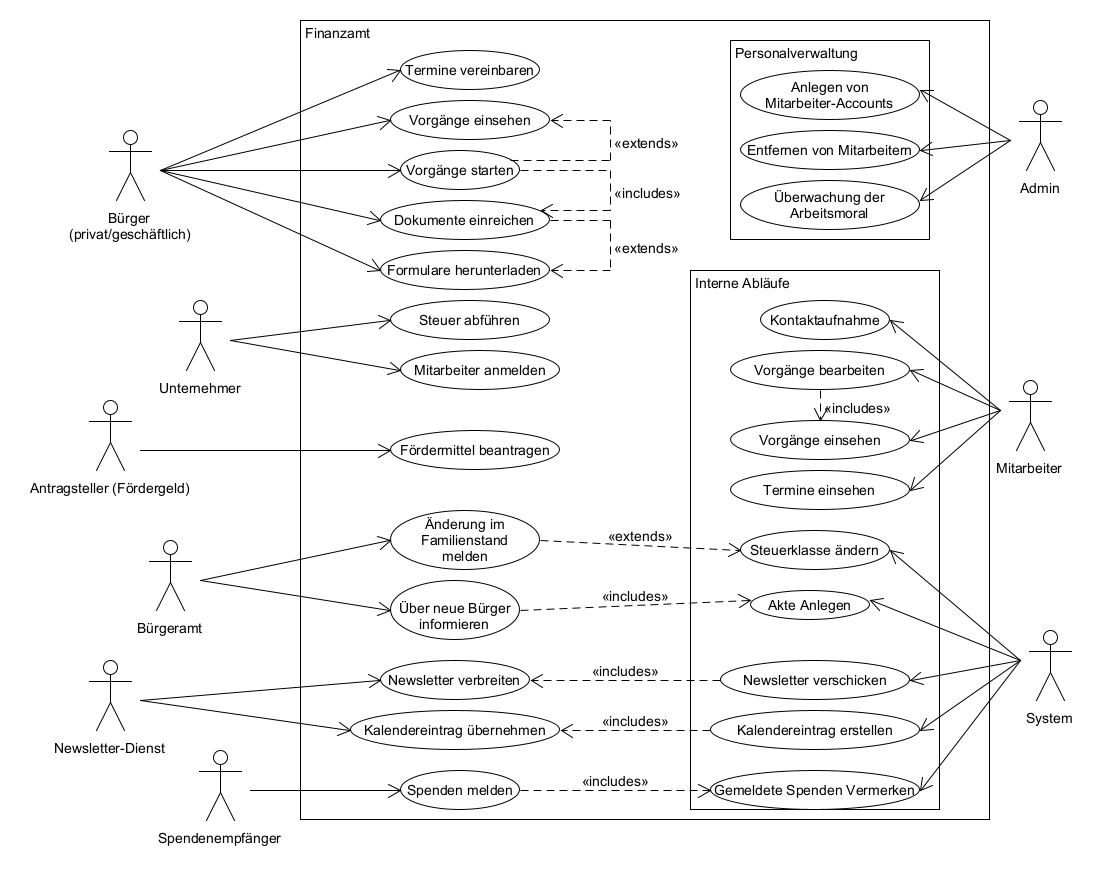 Finanzamt
Personalverwaltung
Termine vereinbaren
Anlegen von
Mitarbeiter-Accounts
Vorgänge einsehen
«extends»
Entfernen von Mitarbeitern
Vorgänge starten
Admin
«includes»
Überwachung der
Arbeitsmoral
Bürger
(privat/geschäftlich)
Dokumente einreichen
«extends»
Formulare herunterladen
Interne Abläufe
Steuer abführen
Kontaktaufnahme
Unternehmer
Mitarbeiter anmelden
Vorgänge bearbeiten
«includes»
Vorgänge einsehen
Mitarbeiter
Fördermittel beantragen
Antragsteller (Fördergeld)
Termine einsehen
Änderung im
Familienstand
melden
«extends»
Steuerklasse ändern
Bürgeramt
Über neue Bürger
informieren
«includes»
Akte Anlegen
Newsletter verbreiten
«includes»
Newsletter verschicken
System
Newsletter-Dienst
Kalendereintrag übernehmen
«includes»
Kalendereintrag erstellen
Spenden melden
«includes»
Gemeldete Spenden Vermerken
Spendenempfänger